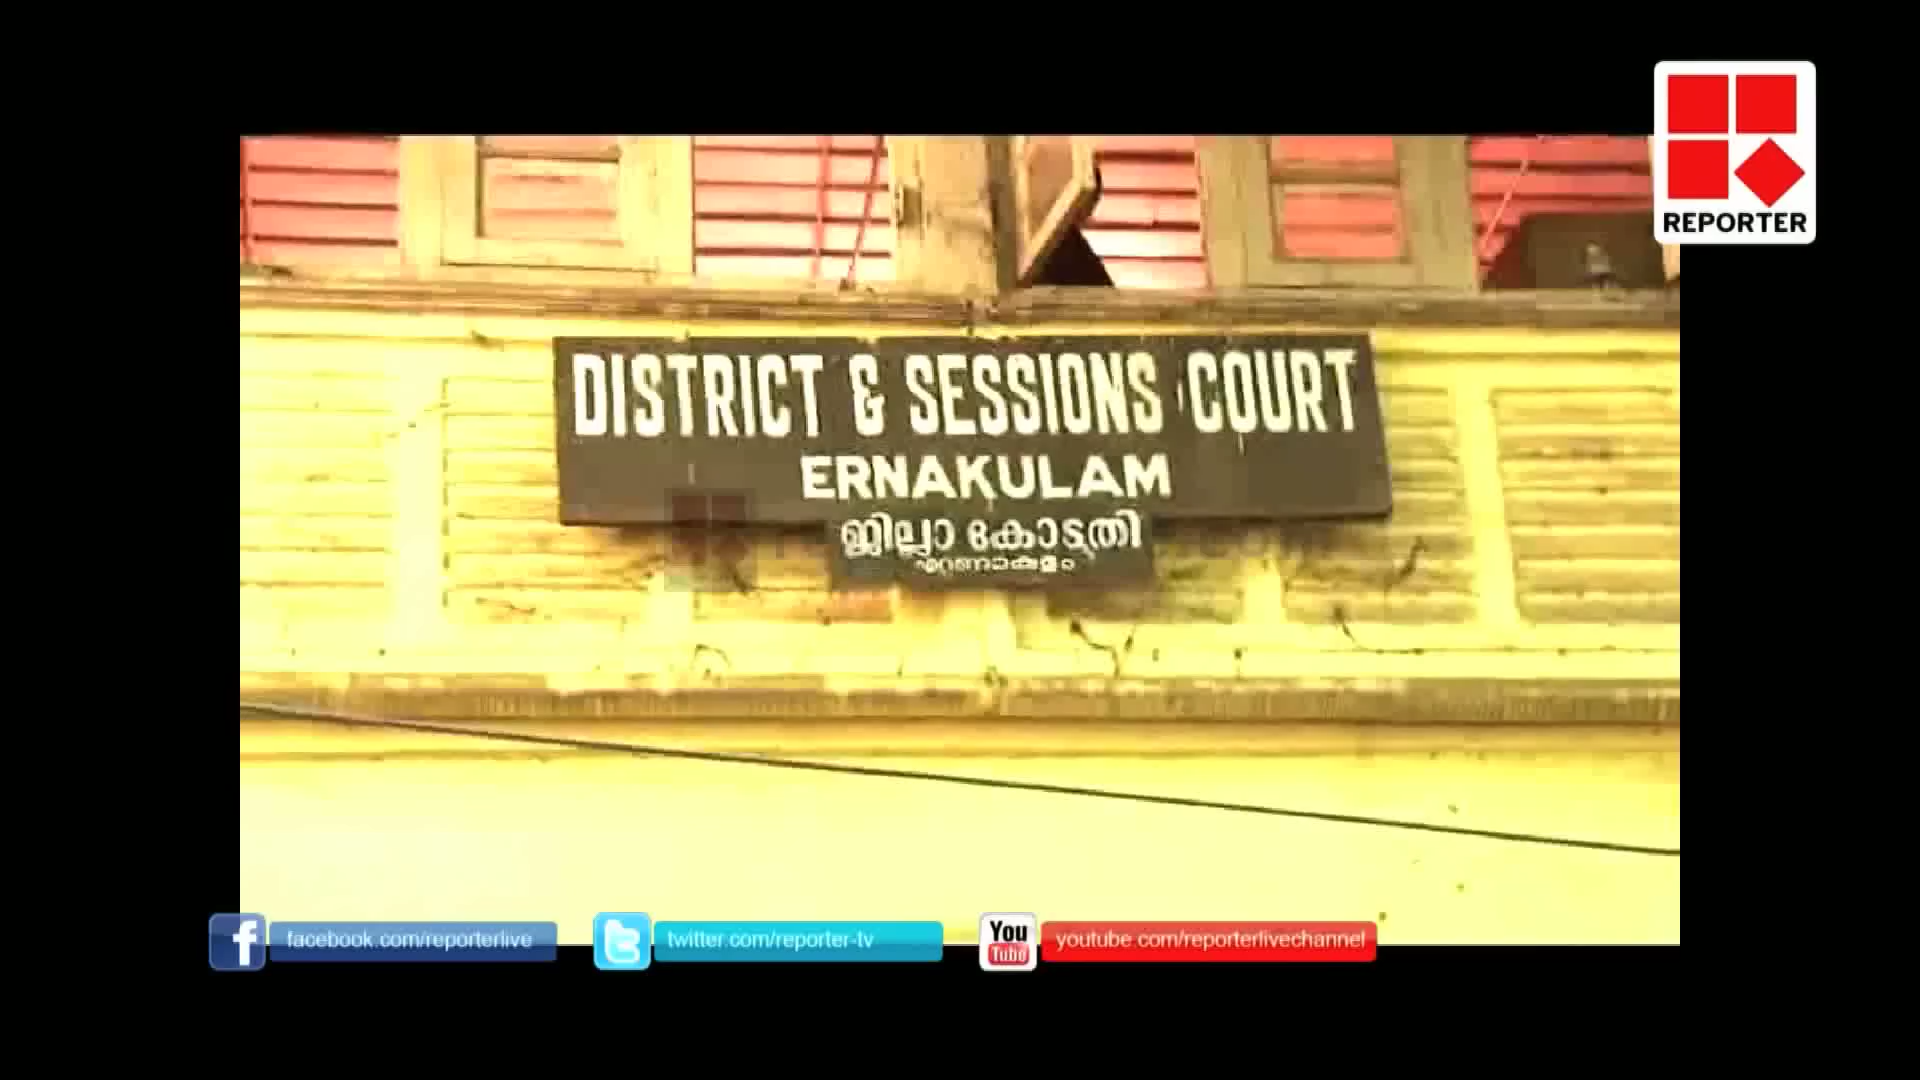 REPORTER
DISTRICT & SESSIONS COURT
ERNAKULAM
ജില്ലാ കോടതി
എറണാകുളം
facebook.com/reporterlive
twitter.com/reporter-tv
You
Tube
youtube.com/reporterlivechannel